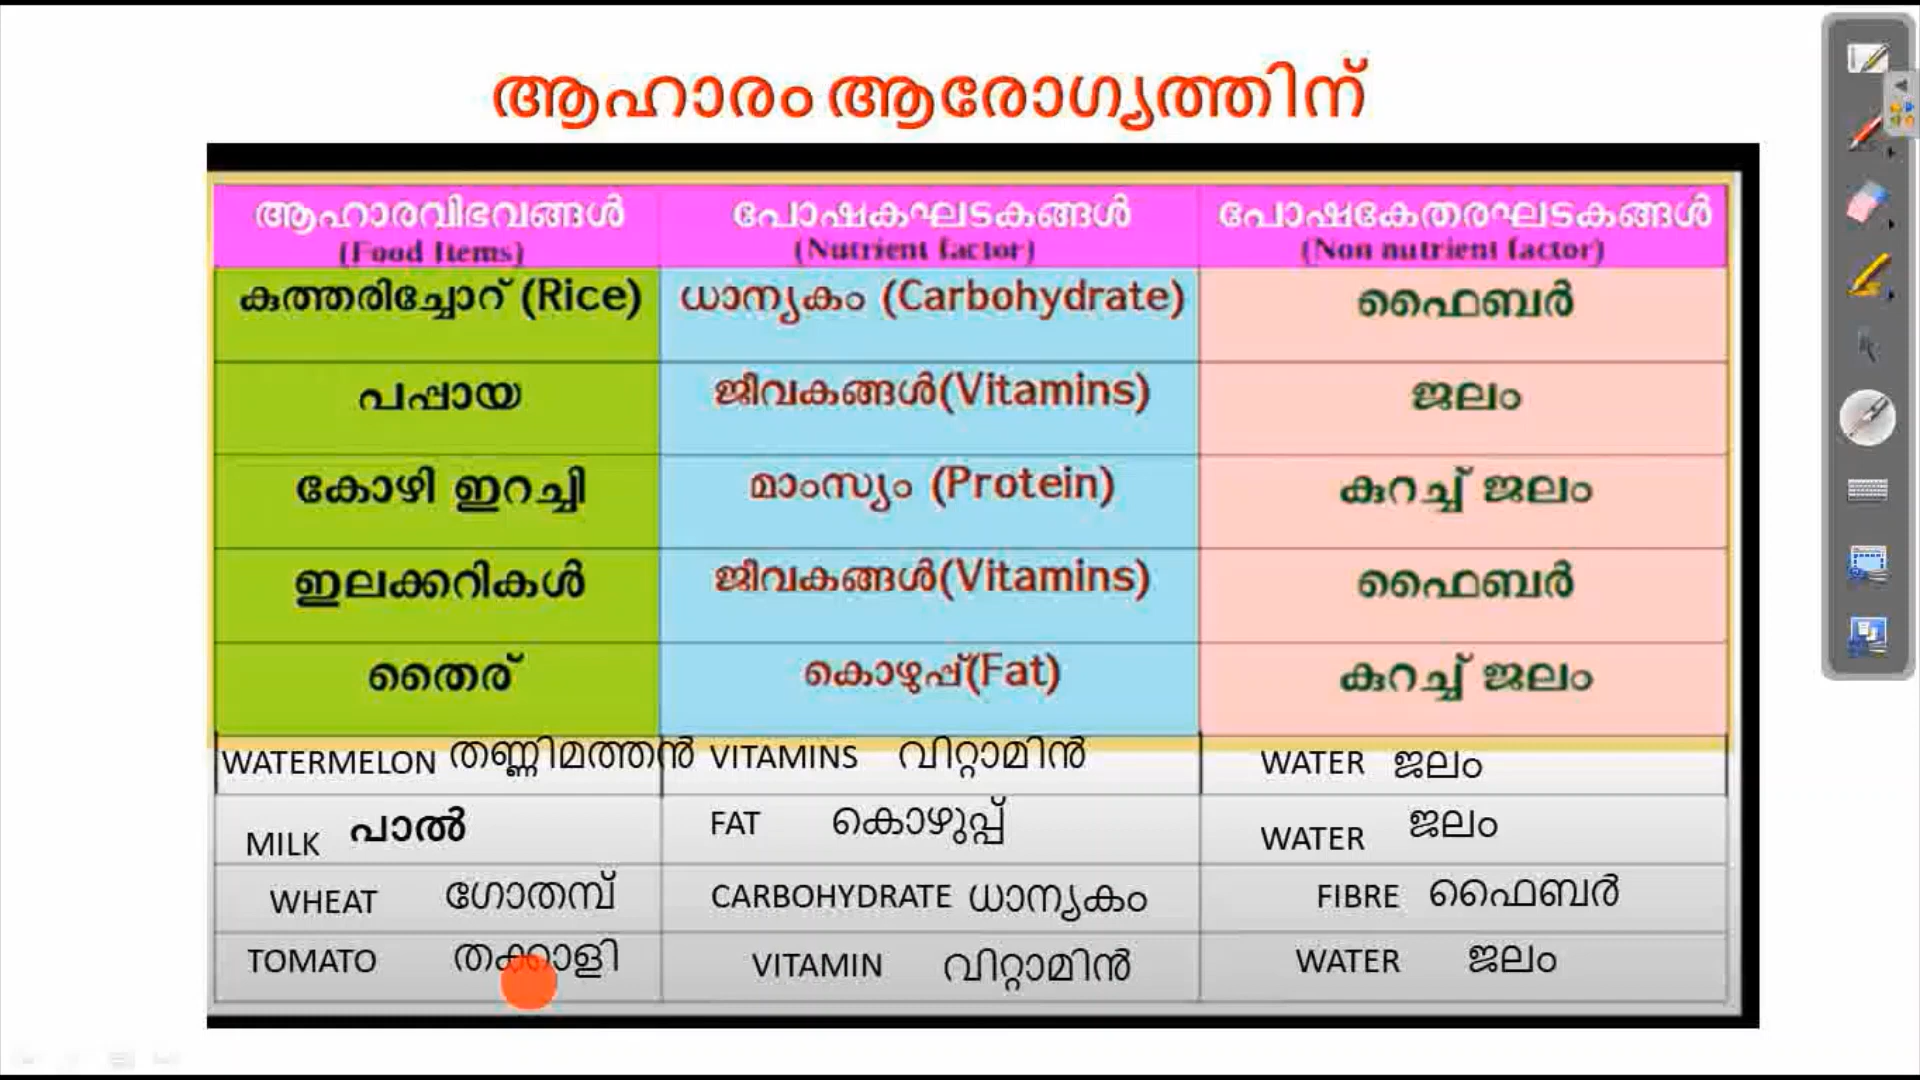 ആഹാരം ആരോഗ്യത്തിന്
ആഹാരവിഭവങ്ങൾ പോഷകഘടകങ്ങൾ പോഷകേതരഘടകങ്ങൾ
(Food Items) (Nutrient factor) (Non nutrient factor)
കുത്തരിച്ചോറ് (Rice) ധാന്യകം (Carbohydrate) ഫൈബർ
പപ്പായ ജീവകങ്ങൾ(Vitamins) ജലം
കോഴി ഇറച്ചി മാംസ്യം (Protein) കുറച്ച് ജലം
ഇലക്കറികൾ ജീവകങ്ങൾ(Vitamins) ഫൈബർ
തൈര് കൊഴുപ്പ്(Fat) കുറച്ച് ജലം
WATERMELON തണ്ണിമത്തൻ VITAMINS വിറ്റാമിൻ WATER ജലം
MILK പാൽ FAT കൊഴുപ്പ് WATER ജലം
WHEAT ഗോതമ്പ് CARBOHYDRATE ധാന്യകം FIBRE ഫൈബർ
TOMATO തക്കാളി VITAMIN വിറ്റാമിൻ WATER ജലം